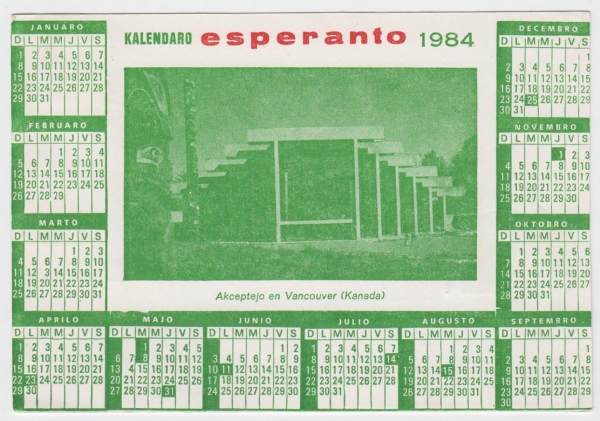 KALENDARO esperanto 1984
JANUARO
D L M M J V S
1 2 3 4 5 6 7
8 9 10 11 12 13 14
15 16 17 18 19 20 21
22 23 24 25 26 27 28
29 30 31
FEBRUARO
D L M M J V S
1 2 3 4
5 6 7 8 9 10 11
12 13 14 15 16 17 18
19 20 21 22 23 24 25
26 27 28 29
MARTO
D L M M J V S
1 2 3
4 5 6 7 8 9 10
11 12 13 14 15 16 17
18 19 20 21 22 23 24
25 26 27 28 29 30 31
Akceptejo en Vancouver (Kanada)
DECEMBRO
D L M M J V S
1
2 3 4 5 6 7 8
9 10 11 12 13 14 15
16 17 18 19 20 21 22
23 24 25 26 27 28 29
30 31
NOVEMBRO
D L M M J V S
1 2 3
4 5 6 7 8 9 10
11 12 13 14 15 16 17
18 19 20 21 22 23 24
25 26 27 28 29 30
OKTOBRO
D L M M J V S
1 2 3 4 5 6
7 8 9 10 11 12 13
14 15 16 17 18 19 20
21 22 23 24 25 26 27
28 29 30 31
APRILO
D L M M J V S
1 2 3 4 5 6 7
8 9 10 11 12 13 14
15 16 17 18 19 20 21
22 23 24 25 26 27 28
29 30
MAJO
D L M M J V S
1 2 3 4 5
6 7 8 9 10 11 12
13 14 15 16 17 18 19
20 21 22 23 24 25 26
27 28 29 30 31
JUNIO
D L M M J V S
1 2
3 4 5 6 7 8 9
10 11 12 13 14 15 16
17 18 19 20 21 22 23
24 25 26 27 28 29 30
JULIO
D L M M J V S
1 2 3 4 5 6 7
8 9 10 11 12 13 14
15 16 17 18 19 20 21
22 23 24 25 26 27 28
29 30 31
AUGUSTO
D L M M J V S
1 2 3 4
5 6 7 8 9 10 11
12 13 14 15 16 17 18
19 20 21 22 23 24 25
26 27 28 29 30 31
SEPTEMBRO
D L M M J V S
1
2 3 4 5 6 7 8
9 10 11 12 13 14 15
16 17 18 19 20 21 22
23 24 25 26 27 28 29
30